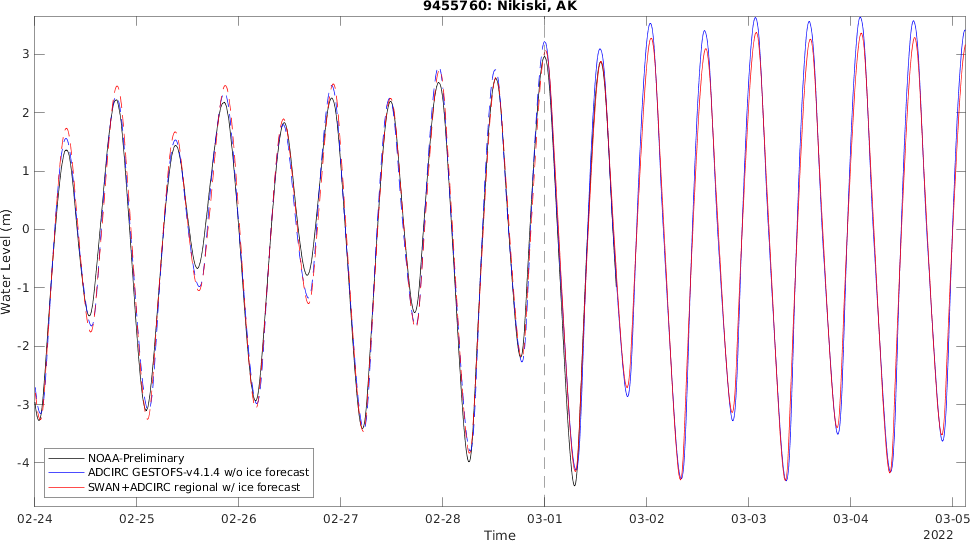 9455760: Nikiski, AK
Water Level (m)
3
2
1
0
-1
-2
-3
-4
NOAA-Preliminary
ADCIRC GESTOFS-v4.1.4 w/o ice forecast
SWAN+ADCIRC regional w/ ice forecast
02-24 02-25 02-26 02-27 02-28 03-01 03-02 03-03 03-04 03-05
Time
2022